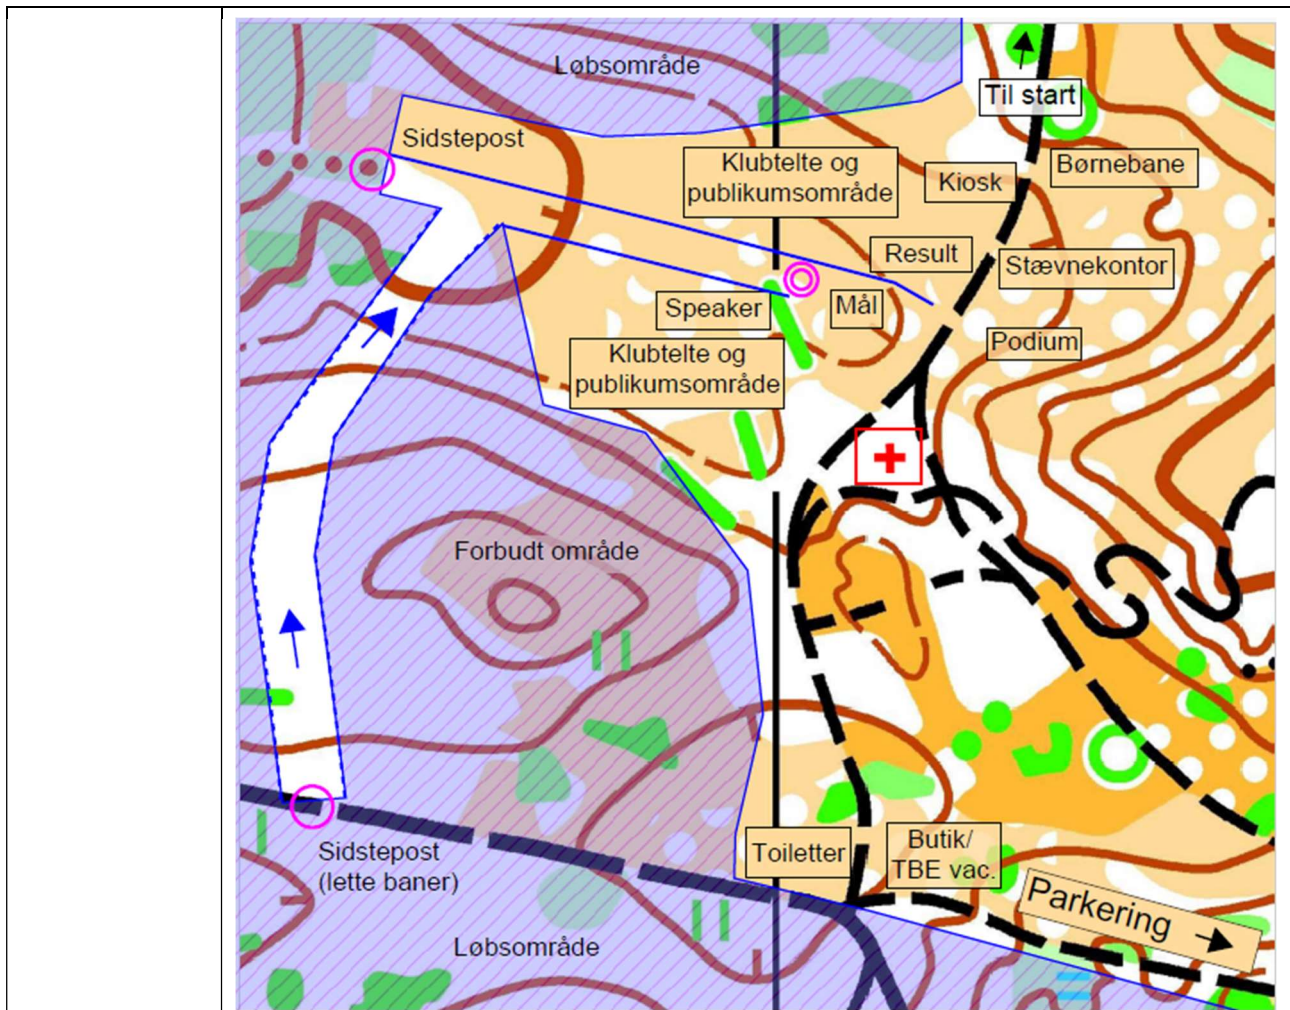 Løbsområde
Til start
Sidstepost
Klubtelte og
publikumsområde
Kiosk
Børnebane
Result
Stævnekontor
Speaker
Mål
Podium
Klubtelte og
publikumsområde
Forbudt område
Toiletter
Butik/
TBE vac.
Sidstepost
(lette baner)
Parkering
Løbsområde